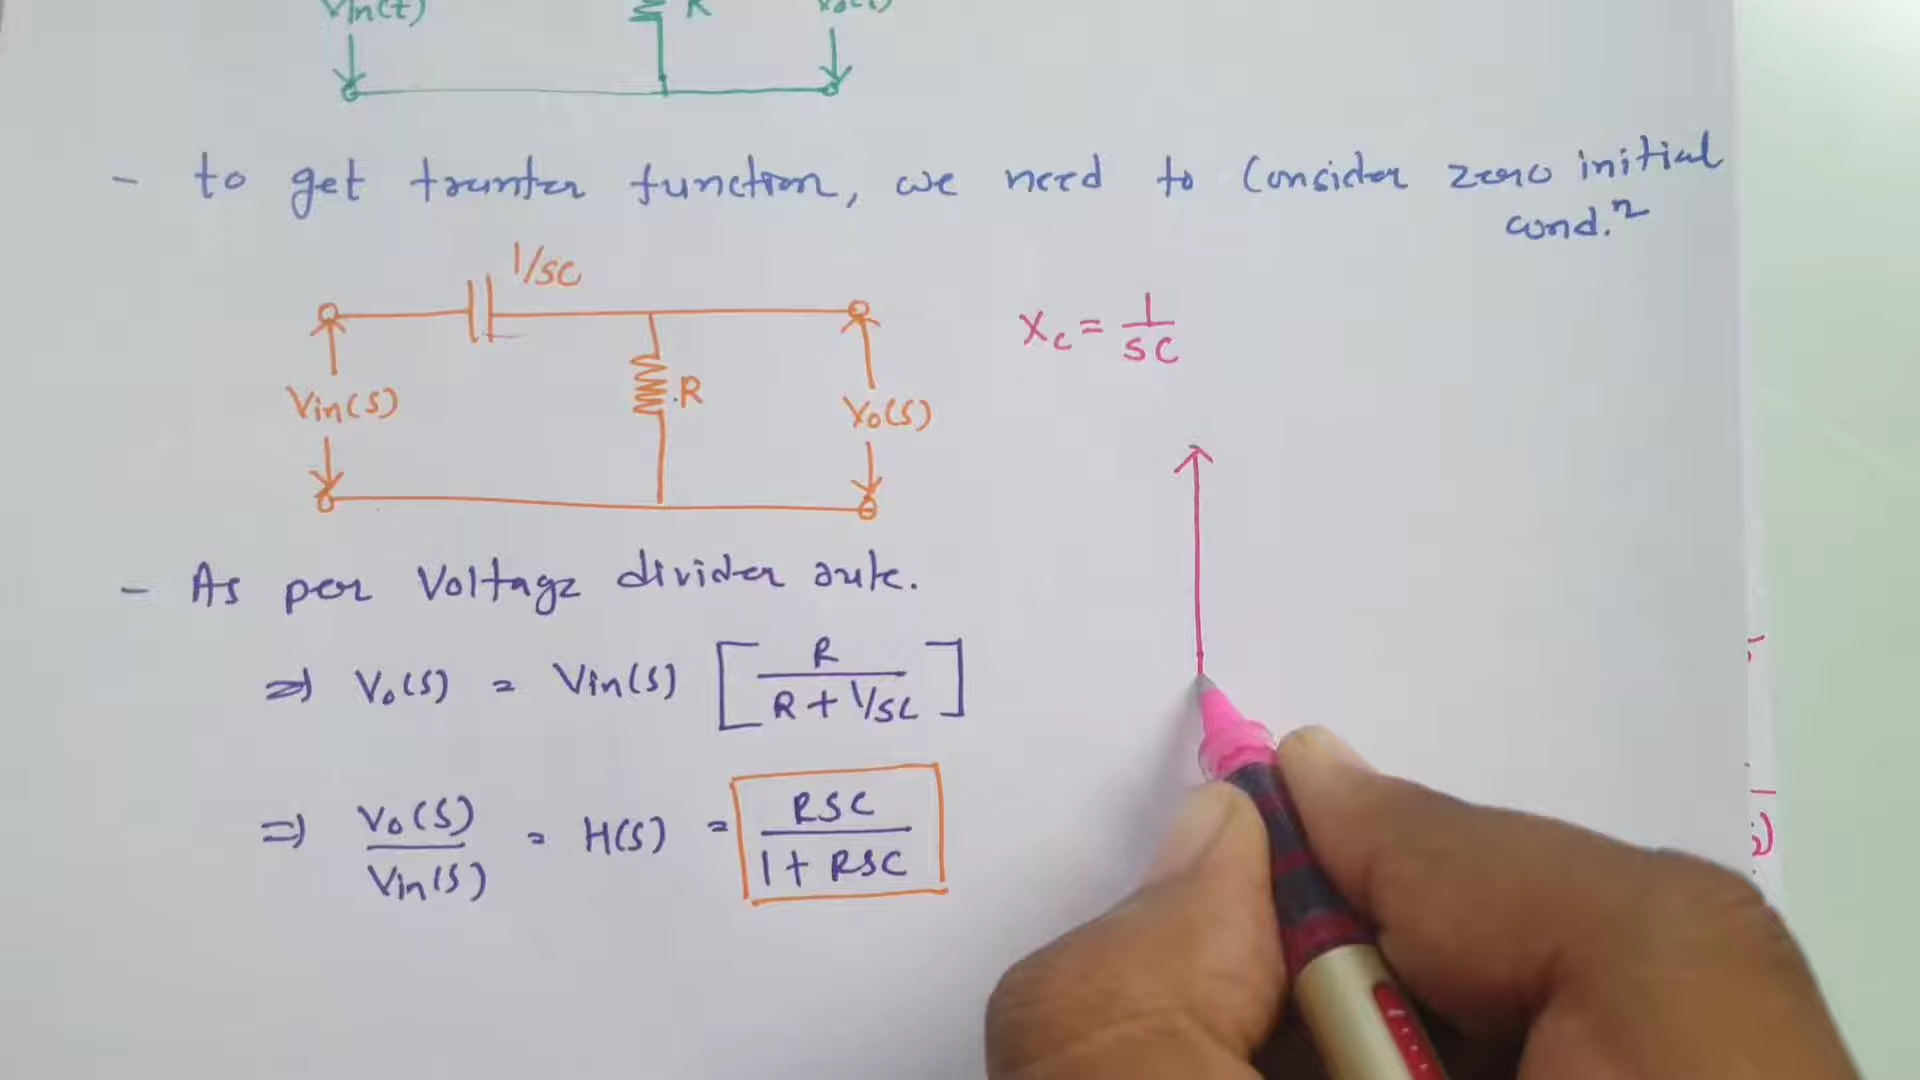 Vin(t) R Vo(t)
- to get transfer function, we need to consider zero initial
cond.n
1/SC
Xc = 1/SC
Vin(S) R Vo(S)
- As per Voltage divider rule.
⇒ Vo(S) = Vin(S) [R / (R + 1/SC)]
⇒ Vo(S)/Vin(S) = H(S) = RSC / (1 + RSC)